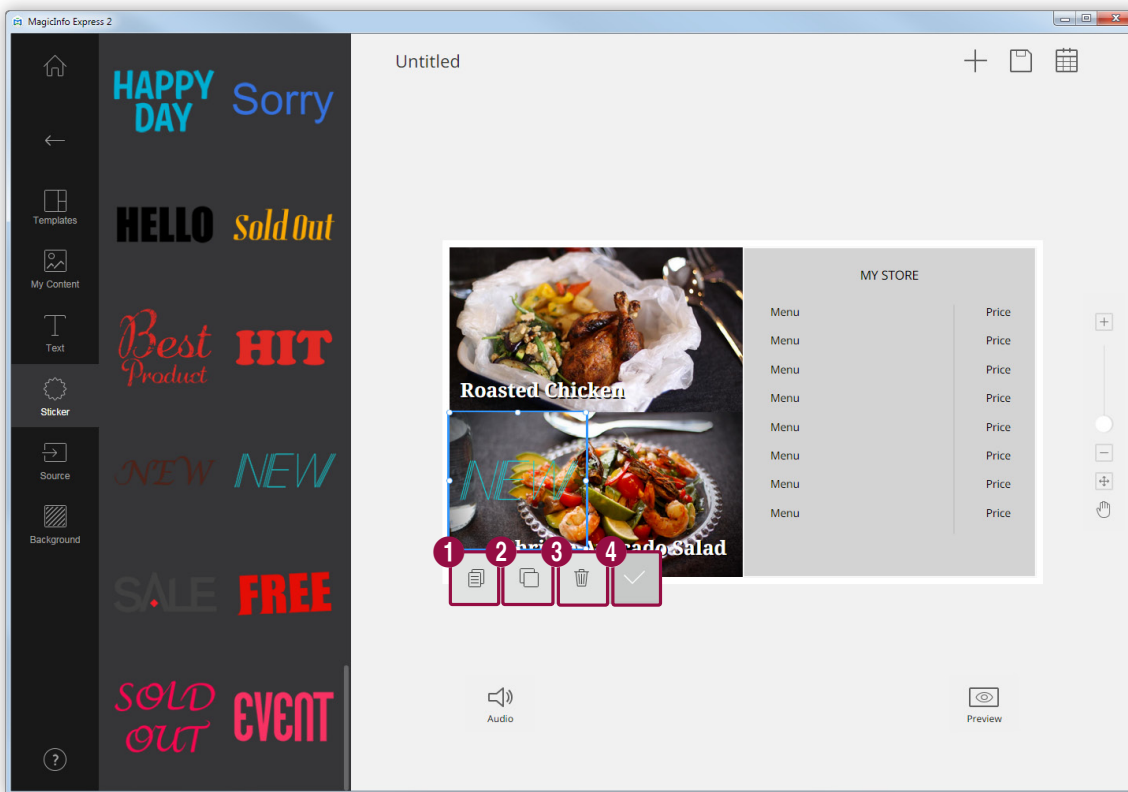 MagicInfo Express 2
Untitled
HAPPY
DAY
Sorry
Templates
HELLO
Sold Out
My Content
Text
Best
Product
HIT
Sticker
Source
NEW
NEW
Background
SALE
FREE
SOLD
OUT
EVENT
?
Roasted Chicken
NEW
Salad
MY STORE
Menu Price
Menu Price
Menu Price
Menu Price
Menu Price
Menu Price
Menu Price
Menu Price
1 2 3 4
Audio
Preview